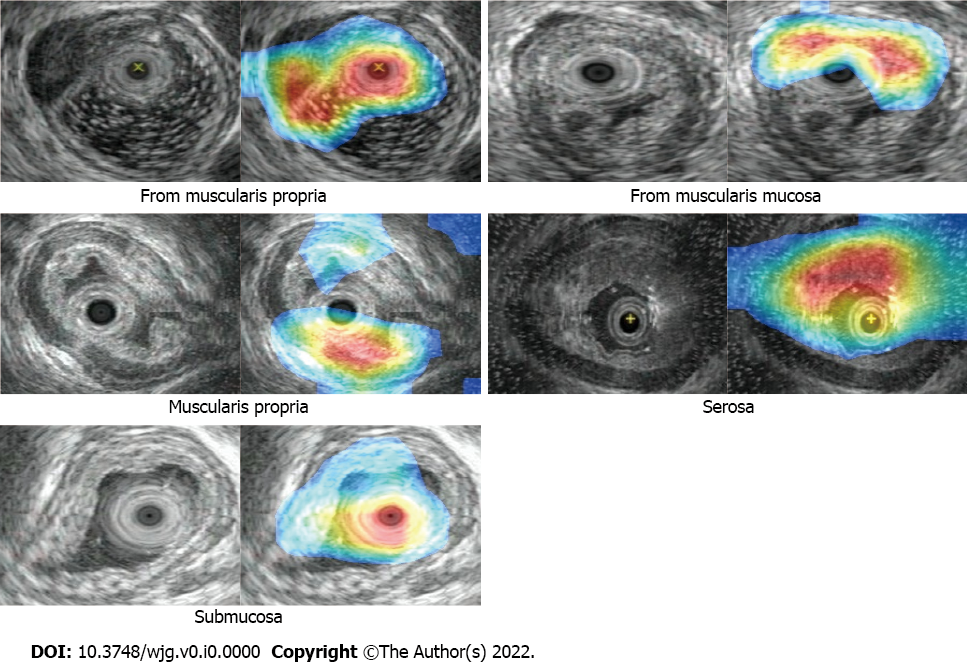 From muscularis propria
From muscularis mucosa
Muscularis propria
Serosa
Submucosa
DOI: 10.3748/wjg.v0.i0.0000 Copyright ©The Author(s) 2022.